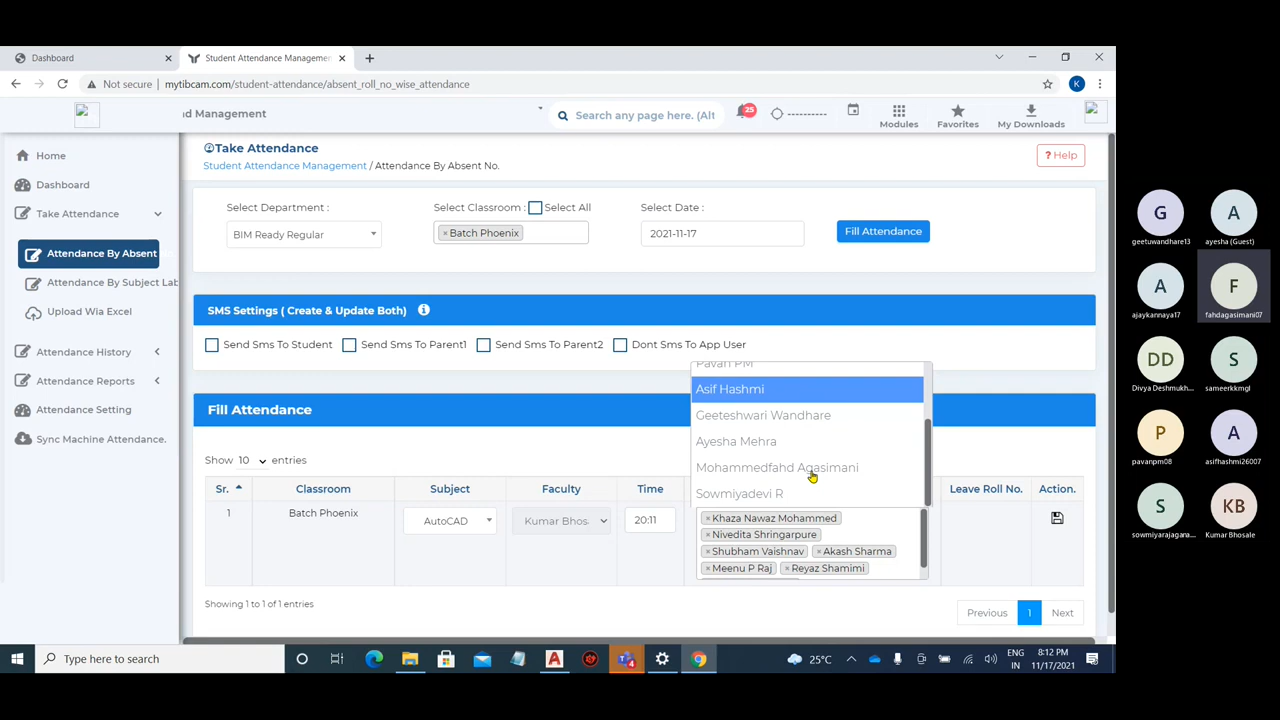 Dashboard
Student Attendance Managemen
Not secure
mytibcam.com/student-attendance/absent_roll_no_wise_attendance
K
d Management
Search any page here. (Alt
25
----------
Modules
Favorites
My Downloads
Home
Dashboard
Take Attendance
Attendance By Absent
Attendance By Subject Lab
Upload Wia Excel
Attendance History
Attendance Reports
Attendance Setting
Sync Machine Attendance.
Take Attendance
Student Attendance Management / Attendance By Absent No.
? Help
Select Department :
BIM Ready Regular
Select Classroom :
Select All
× Batch Phoenix
Select Date :
2021-11-17
Fill Attendance
SMS Settings ( Create & Update Both)
Send Sms To Student
Send Sms To Parent1
Send Sms To Parent2
Dont Sms To App User
Fill Attendance
Show 10 entries
Pavan PM
Asif Hashmi
Geeteshwari Wandhare
Ayesha Mehra
Mohammedfahd Agasimani
Sowmiyadevi R
Sr.
Classroom
Subject
Faculty
Time
Leave Roll No.
Action.
1
Batch Phoenix
AutoCAD
Kumar Bhos
20:11
× Khaza Nawaz Mohammed
× Nivedita Shringarpure
× Shubham Vaishnav × Akash Sharma
× Meenu P Raj × Reyaz Shamimi
Showing 1 to 1 of 1 entries
Previous
1
Next
Type here to search
25°C
ENG
IN
8:12 PM
11/17/2021
G
geetuwandhare13
A
ayesha (Guest)
A
ajaykannaya17
F
fahdagasimani07
DD
Divya Deshmukh...
S
sameerkkmgl
P
pavanpm08
A
asifhashmi26007
S
sowmiyarajagana...
KB
Kumar Bhosale